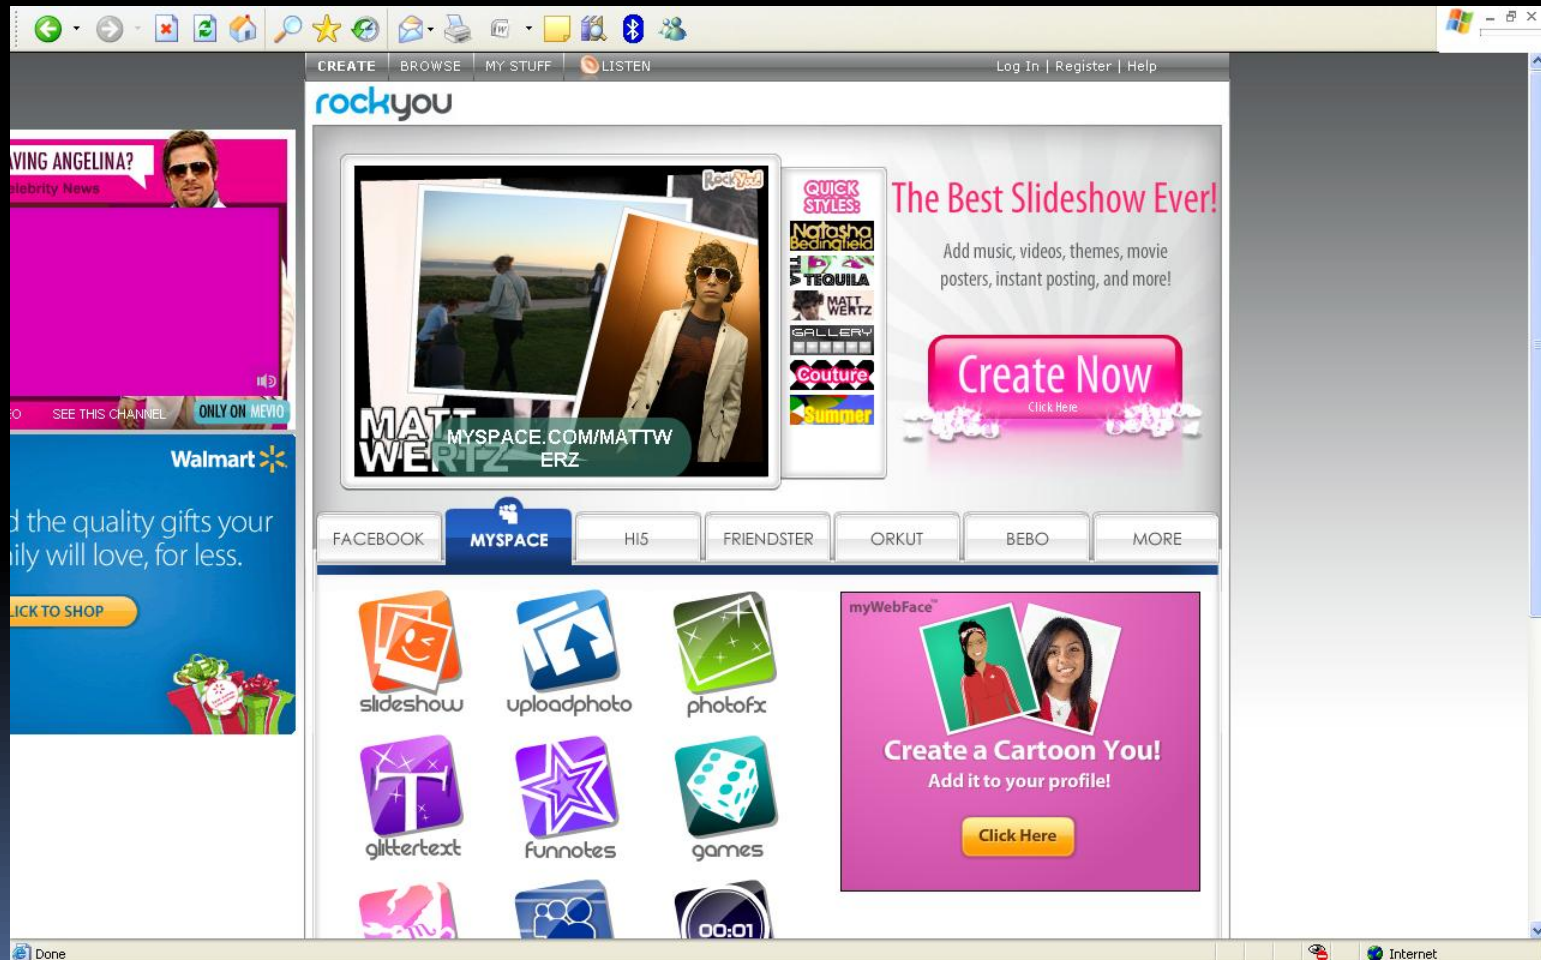 CREATE BROWSE MY STUFF LISTEN Log In | Register | Help
rockyou
AVING ANGELINA?
elebrity News
SEE THIS CHANNEL ONLY ON MEVIO
Walmart
d the quality gifts your
ily will love, for less.
LICK TO SHOP
RockYou!
MATT
WERTZ
MYSPACE.COM/MATTW
ERZ
QUICK
STYLES:
Natasha
Bedingfield
TILA
TEQUILA
MATT
WERTZ
GALLERY
Couture
Summer
The Best Slideshow Ever!
Add music, videos, themes, movie
posters, instant posting, and more!
Create Now
Click Here
FACEBOOK MYSPACE HI5 FRIENDSTER ORKUT BEBO MORE
slideshow uploadphoto photofx
T
glittertext funnotes games
m
00:01
myWebFace™
Create a Cartoon You!
Add it to your profile!
Click Here
Done Internet